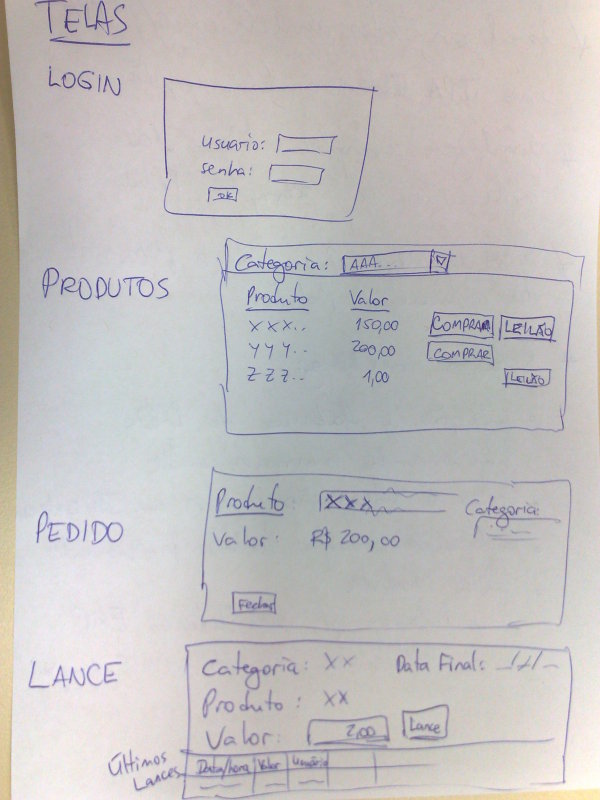 TELAS
LOGIN
usuario:
senha:
OK
PRODUTOS
Categoria: AAA...
Produto Valor
XXX.. 150,00 COMPRAR LEILÃO
YYY.. 200,00 COMPRAR
ZZZ.. 1,00 LEILÃO
PEDIDO
Produto: XXX
Categoria:
Valor: R$ 200,00
Fechar
LANCE
Categoria: XX Data Final: _/_/_
Produto: XX
Valor: 2,00 Lance
Últimos
Lances
Data/hora Valor Usuário